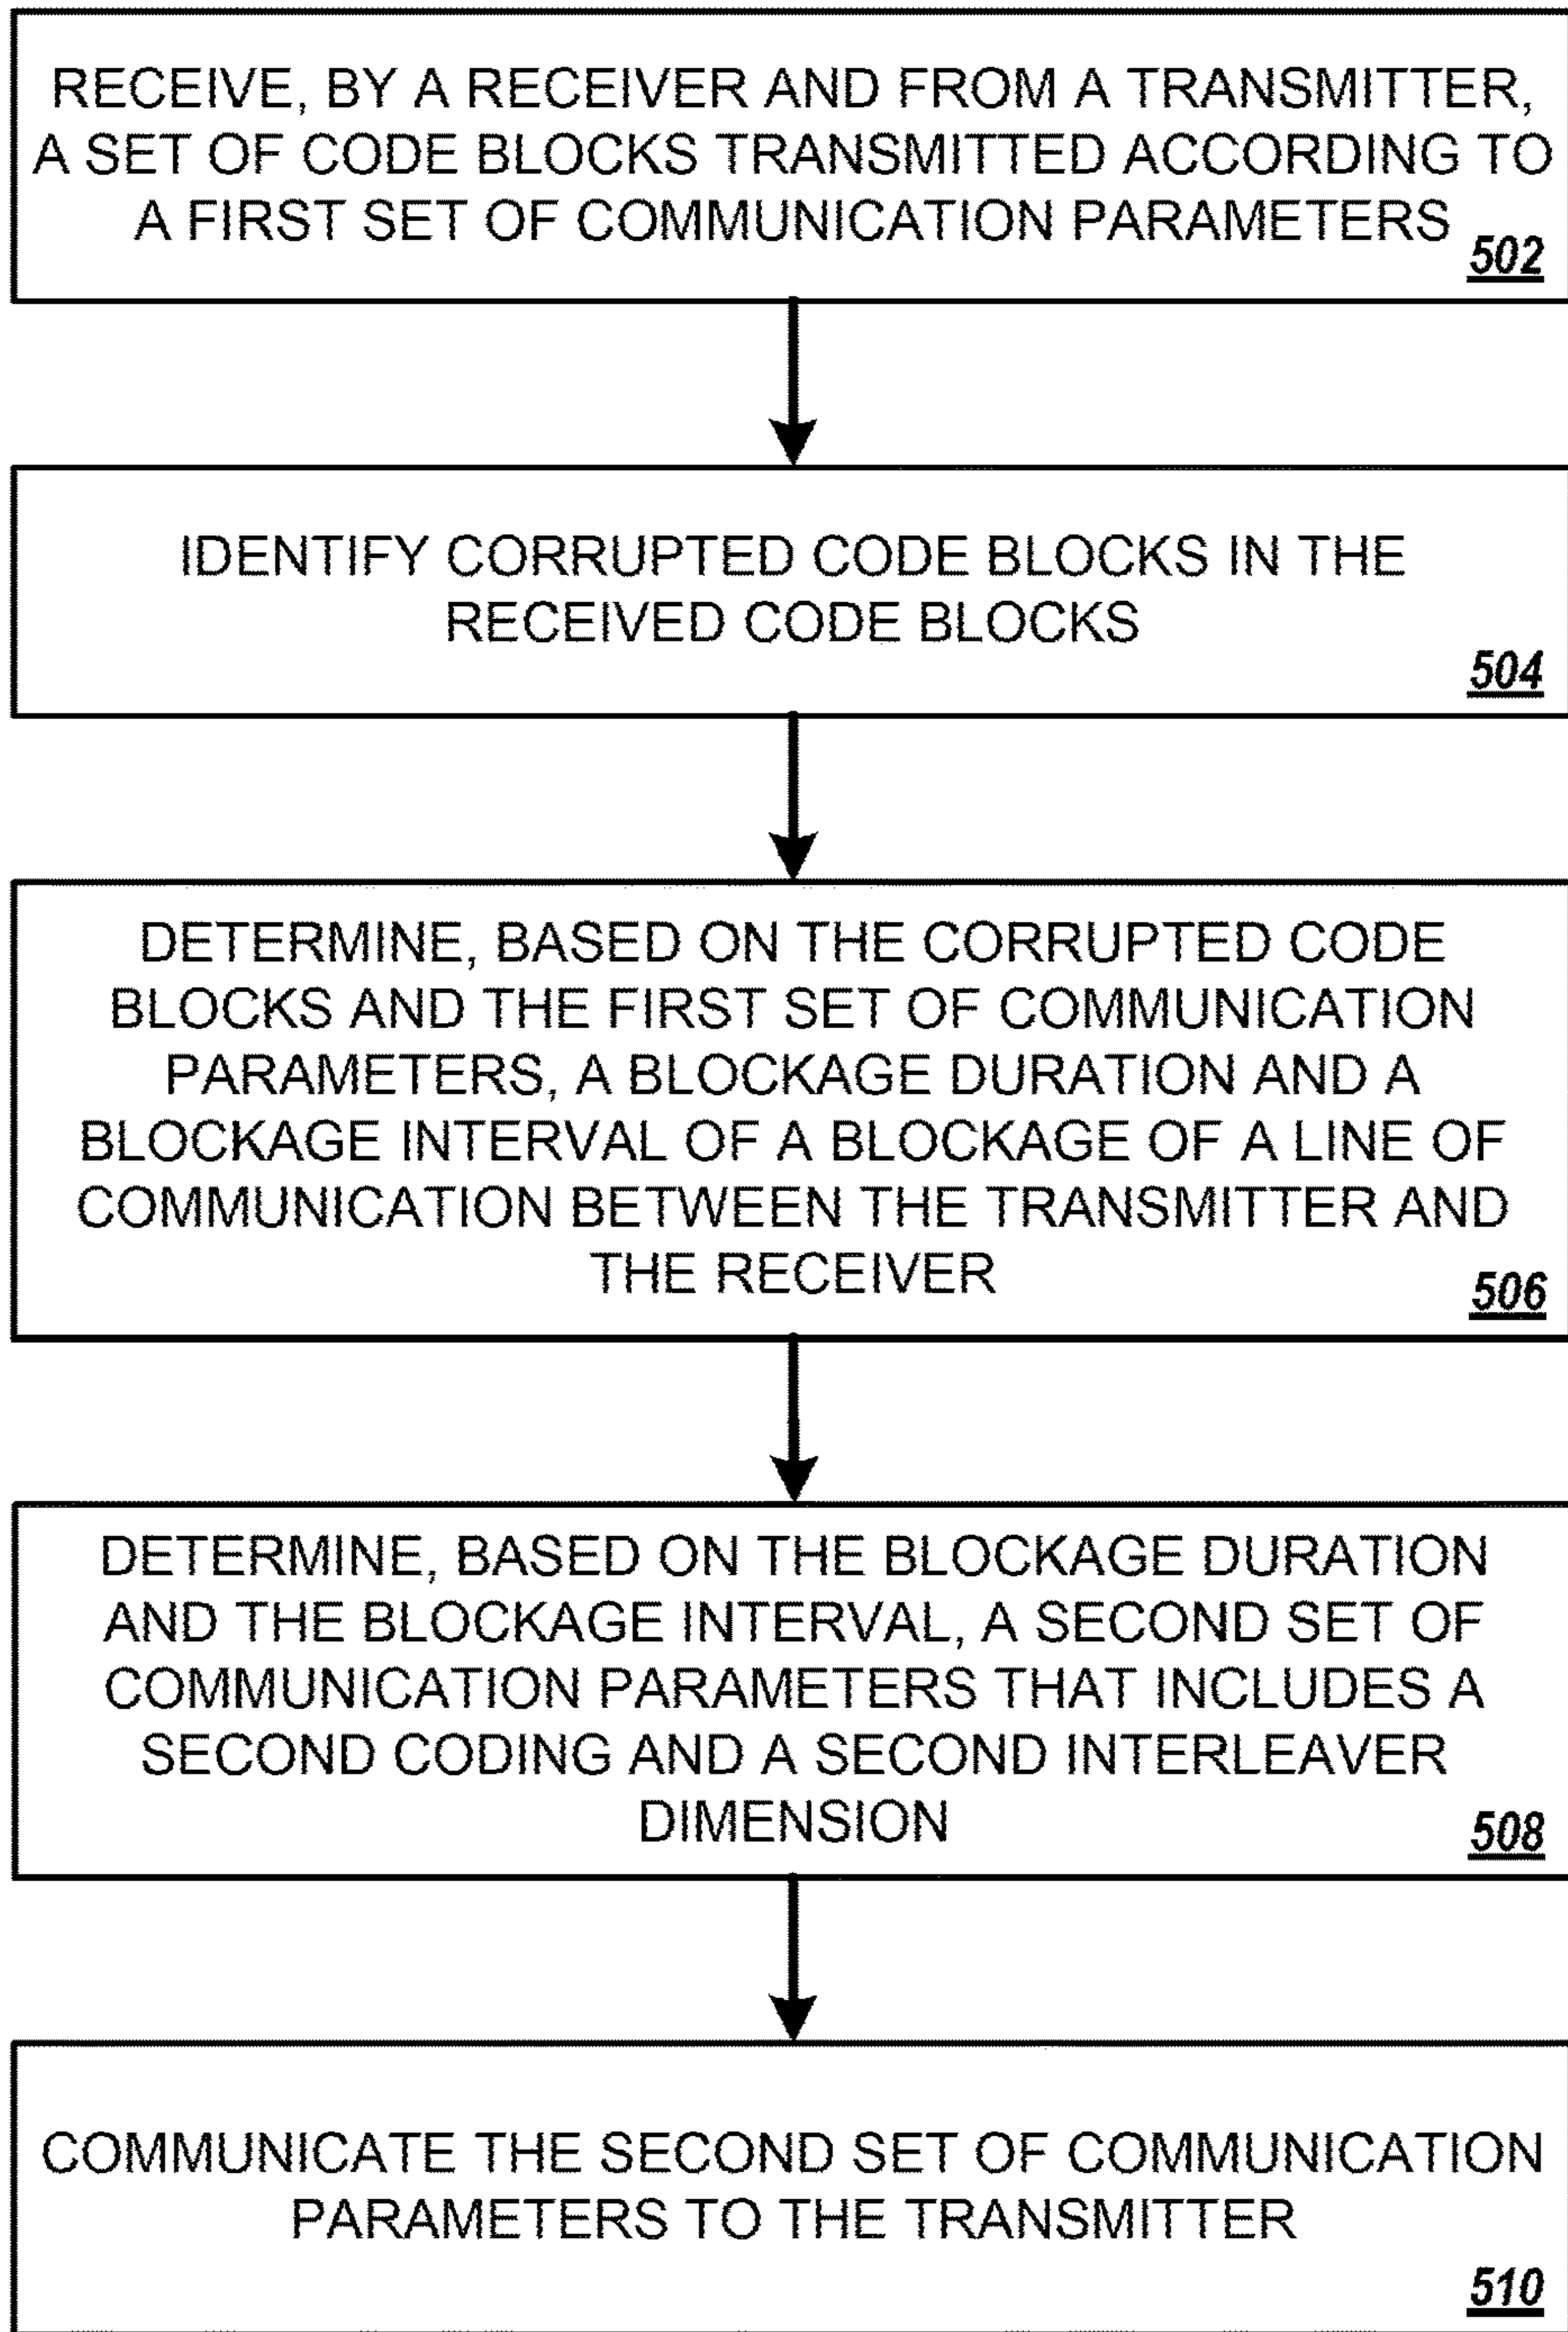 RECEIVE, BY A RECEIVER AND FROM A TRANSMITTER,
A SET OF CODE BLOCKS TRANSMITTED ACCORDING TO
A FIRST SET OF COMMUNICATION PARAMETERS
502
IDENTIFY CORRUPTED CODE BLOCKS IN THE
RECEIVED CODE BLOCKS
504
DETERMINE, BASED ON THE CORRUPTED CODE
BLOCKS AND THE FIRST SET OF COMMUNICATION
PARAMETERS, A BLOCKAGE DURATION AND A
BLOCKAGE INTERVAL OF A BLOCKAGE OF A LINE OF
COMMUNICATION BETWEEN THE TRANSMITTER AND
THE RECEIVER
506
DETERMINE, BASED ON THE BLOCKAGE DURATION
AND THE BLOCKAGE INTERVAL, A SECOND SET OF
COMMUNICATION PARAMETERS THAT INCLUDES A
SECOND CODING AND A SECOND INTERLEAVER
DIMENSION
508
COMMUNICATE THE SECOND SET OF COMMUNICATION
PARAMETERS TO THE TRANSMITTER
510